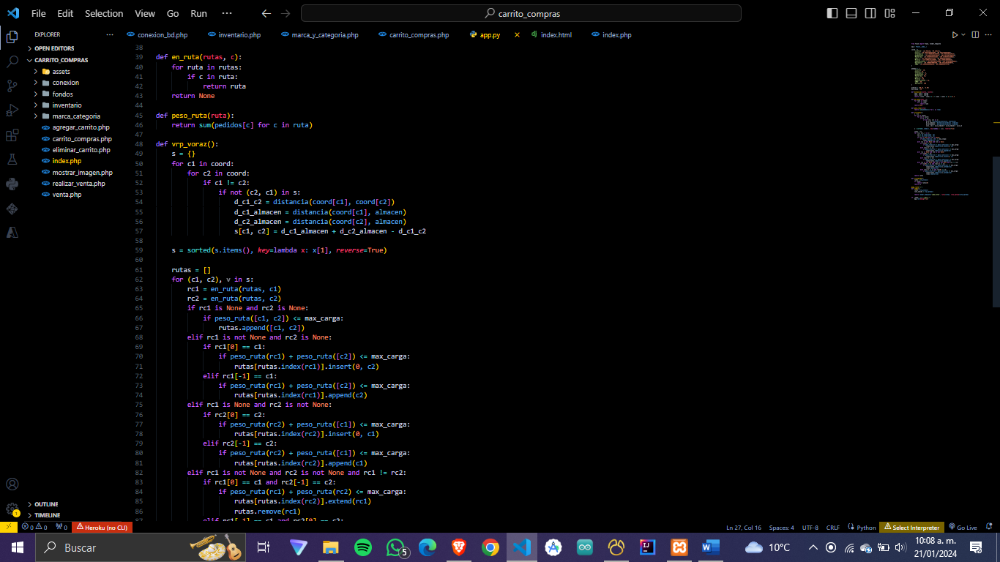 File Edit Selection View Go Run ···
carrito_compras
EXPLORER ···
OPEN EDITORS
CARRITO_COMPRAS
assets
conexion
fondos
inventario
marca_categoria
agregar_carrito.php
carrito_compras.php
eliminar_carrito.php
index.php
mostrar_imagen.php
realizar_venta.php
venta.php
OUTLINE
TIMELINE
conexion_bd.php inventario.php marca_y_categoria.php carrito_compras.php app.py index.html index.php
38
39 def en_ruta(rutas, c):
40     for ruta in rutas:
41         if c in ruta:
42             return ruta
43     return None
44
45 def peso_ruta(ruta):
46     return sum(pedidos[c] for c in ruta)
47
48 def vrp_voraz():
49     s = {}
50     for c1 in coord:
51         for c2 in coord:
52             if c1 != c2:
53                 if not (c2, c1) in s:
54                     d_c1_c2 = distancia(coord[c1], coord[c2])
55                     d_c1_almacen = distancia(coord[c1], almacen)
56                     d_c2_almacen = distancia(coord[c2], almacen)
57                     s[c1, c2] = d_c1_almacen + d_c2_almacen - d_c1_c2
58
59     s = sorted(s.items(), key=lambda x: x[1], reverse=True)
60
61     rutas = []
62     for (c1, c2), v in s:
63         rc1 = en_ruta(rutas, c1)
64         rc2 = en_ruta(rutas, c2)
65         if rc1 is None and rc2 is None:
66             if peso_ruta([c1, c2]) <= max_carga:
67                 rutas.append([c1, c2])
68         elif rc1 is not None and rc2 is None:
69             if rc1[0] == c1:
70                 if peso_ruta(rc1) + peso_ruta([c2]) <= max_carga:
71                     rutas[rutas.index(rc1)].insert(0, c2)
72             elif rc1[-1] == c1:
73                 if peso_ruta(rc1) + peso_ruta([c2]) <= max_carga:
74                     rutas[rutas.index(rc1)].append(c2)
75         elif rc1 is None and rc2 is not None:
76             if rc2[0] == c2:
77                 if peso_ruta(rc2) + peso_ruta([c1]) <= max_carga:
78                     rutas[rutas.index(rc2)].insert(0, c1)
79             elif rc2[-1] == c2:
80                 if peso_ruta(rc2) + peso_ruta([c1]) <= max_carga:
81                     rutas[rutas.index(rc2)].append(c1)
82         elif rc1 is not None and rc2 is not None and rc1 != rc2:
83             if rc1[0] == c1 and rc2[-1] == c2:
84                 if peso_ruta(rc1) + peso_ruta(rc2) <= max_carga:
85                     rutas[rutas.index(rc2)].extend(rc1)
86                     rutas.remove(rc1)
87             elif rc1[-1] == c1 and rc2[0] == c2:
0 0 0 Heroku (no CLI) Ln 27, Col 16 Spaces: 4 UTF-8 CRLF Python Select Interpreter Go Live
Buscar 5 10°C 10:08 a. m.
21/01/2024